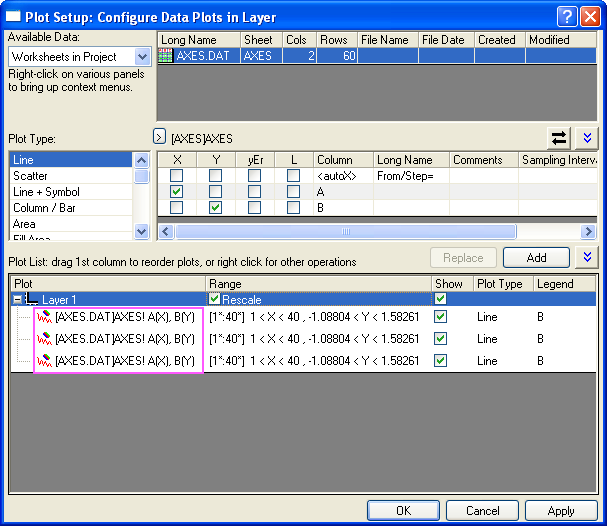 Plot Setup: Configure Data Plots in Layer
Available Data:
Worksheets in Project
Right-click on various panels
to bring up context menus.
Long Name Sheet Cols Rows File Name File Date Created Modified
AXES.DAT AXES 2 60
Plot Type:
Line
Scatter
Line + Symbol
Column / Bar
Area
Fill Area
[AXES]AXES
X Y yEr L Column Long Name Comments Sampling Interva
<autoX> From/Step=
A
B
Plot List: drag 1st column to reorder plots, or right click for other operations
Replace Add
Plot Range Show Plot Type Legend
Layer 1 Rescale
[AXES.DAT]AXES! A(X), B(Y) [1*:40*] 1 < X < 40 , -1.08804 < Y < 1.58261 Line B
[AXES.DAT]AXES! A(X), B(Y) [1*:40*] 1 < X < 40 , -1.08804 < Y < 1.58261 Line B
[AXES.DAT]AXES! A(X), B(Y) [1*:40*] 1 < X < 40 , -1.08804 < Y < 1.58261 Line B
OK Cancel Apply